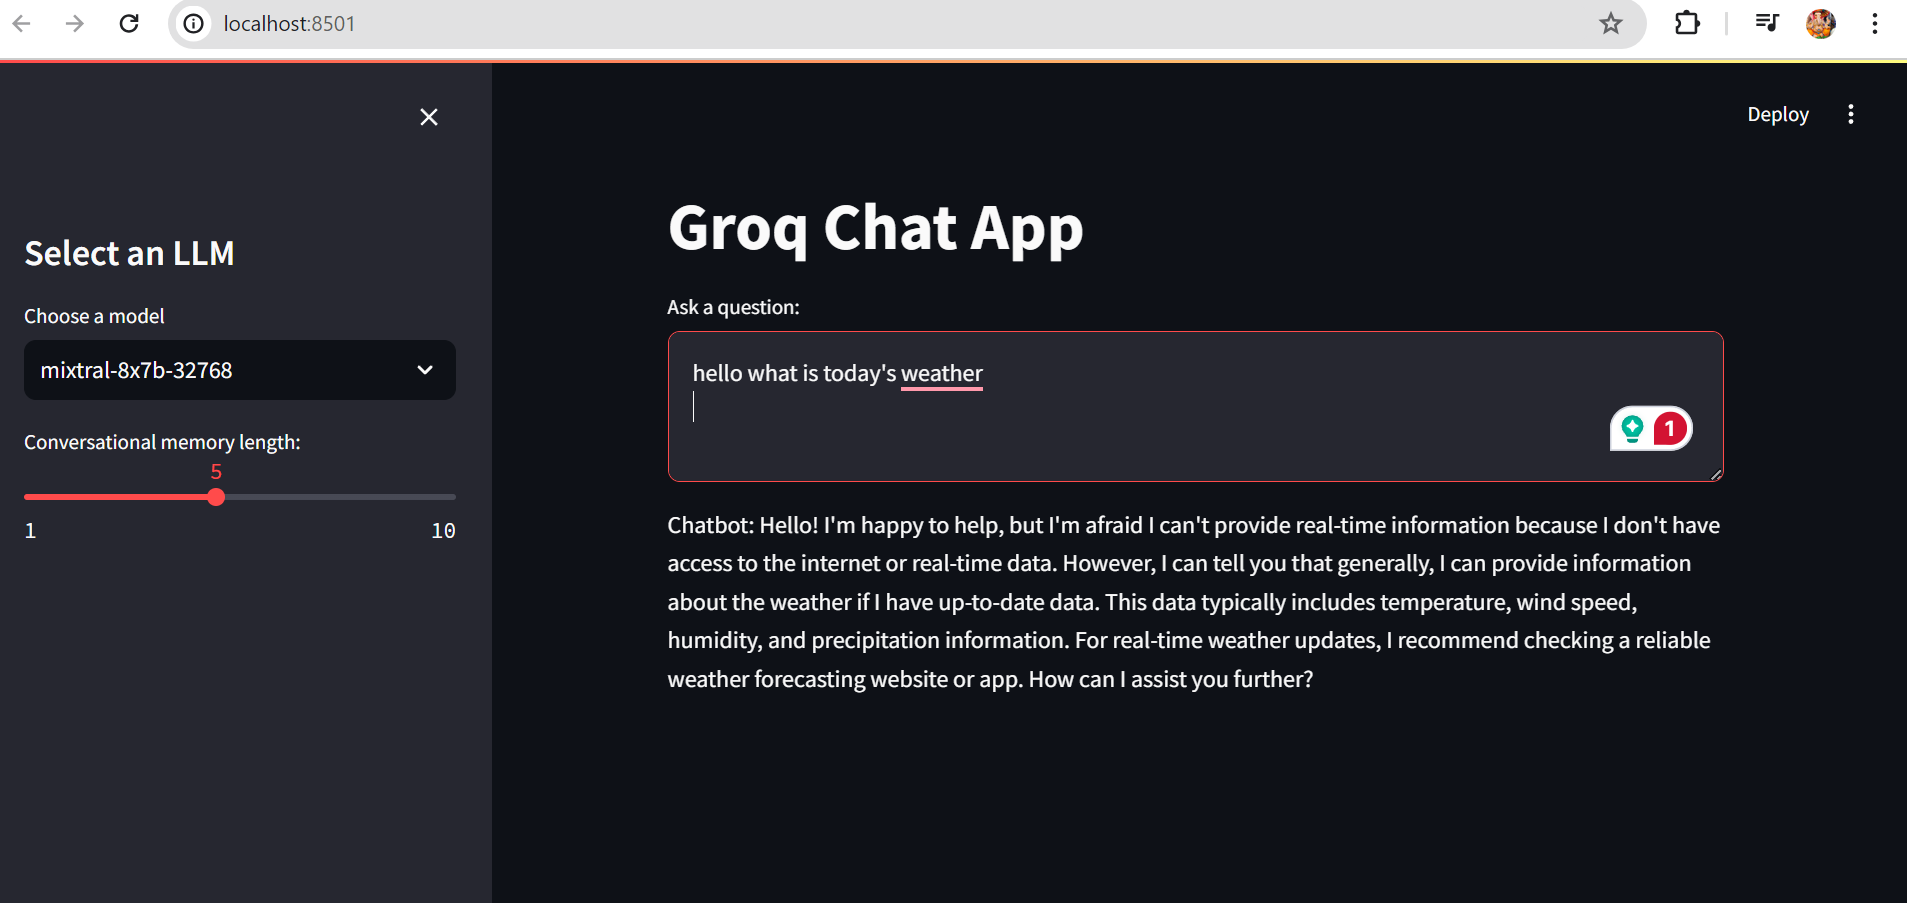 localhost:8501
Deploy
Select an LLM
Choose a model
mixtral-8x7b-32768
Conversational memory length:
5
1 10
Groq Chat App
Ask a question:
hello what is today's weather
1
Chatbot: Hello! I'm happy to help, but I'm afraid I can't provide real-time information because I don't have
access to the internet or real-time data. However, I can tell you that generally, I can provide information
about the weather if I have up-to-date data. This data typically includes temperature, wind speed,
humidity, and precipitation information. For real-time weather updates, I recommend checking a reliable
weather forecasting website or app. How can I assist you further?